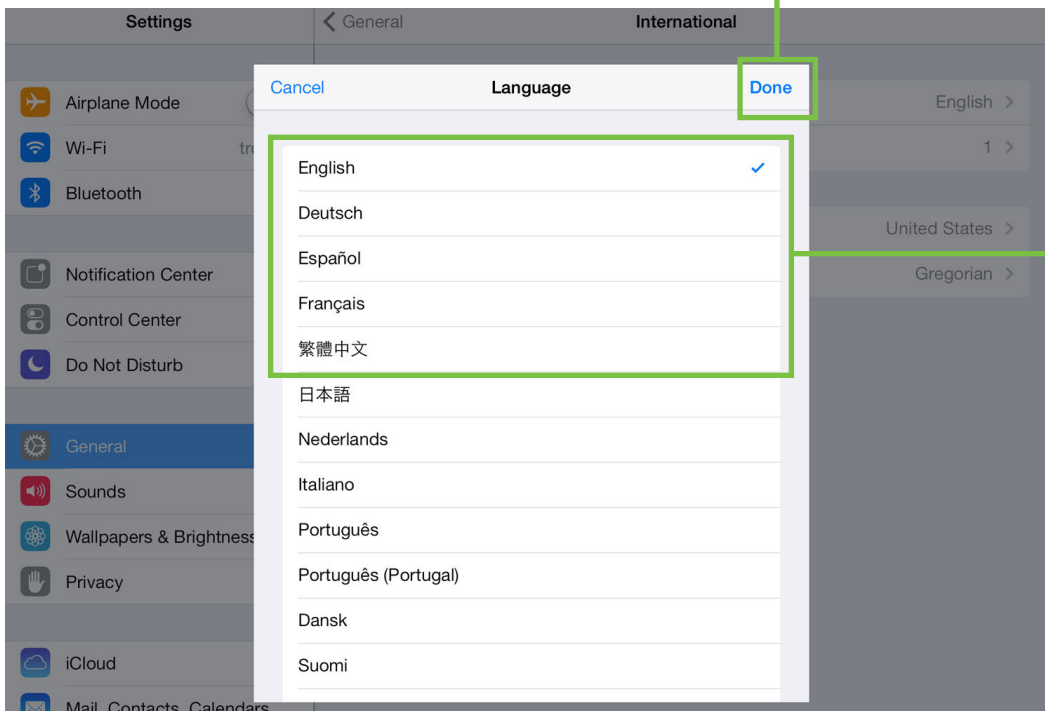 Settings
General
International
Cancel
Language
Done
Airplane Mode
English
Wi-Fi
1
Bluetooth
United States
Notification Center
Gregorian
Control Center
Do Not Disturb
General
Sounds
Wallpapers & Brightness
Privacy
iCloud
Mail, Contacts, Calendars
English
Deutsch
Español
Français
繁體中文
日本語
Nederlands
Italiano
Português
Português (Portugal)
Dansk
Suomi